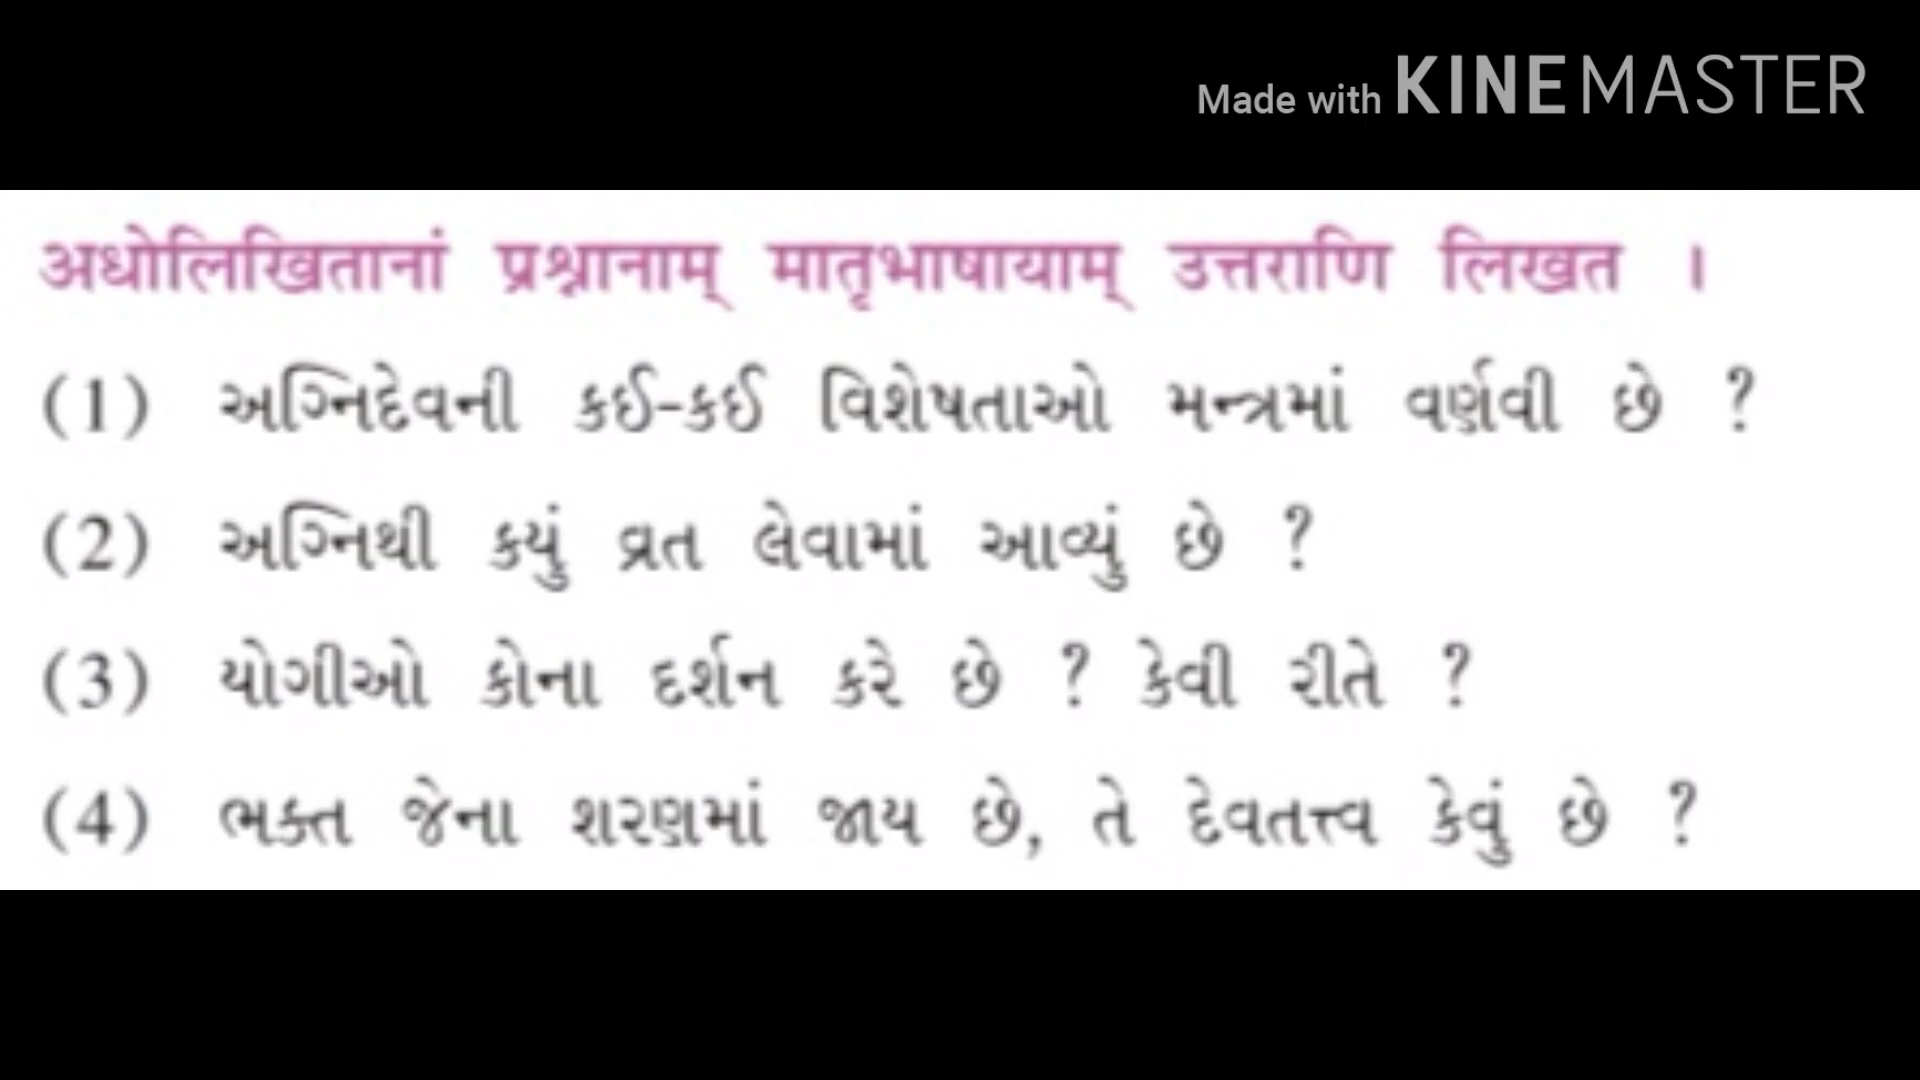 Made with KINEMASTER
अधोलिखितानां प्रश्नानाम् मातृभाषायाम् उत्तराणि लिखत ।
(1) અગ્નિદેવની કઈ-કઈ વિશેષતાઓ મન્ત્રમાં વર્ણવી છે ?
(2) અગ્નિથી કયું વ્રત લેવામાં આવ્યું છે ?
(3) યોગીઓ કોના દર્શન કરે છે ? કેવી રીતે ?
(4) ભક્ત જેના શરણમાં જાય છે, તે દેવતત્ત્વ કેવું છે ?